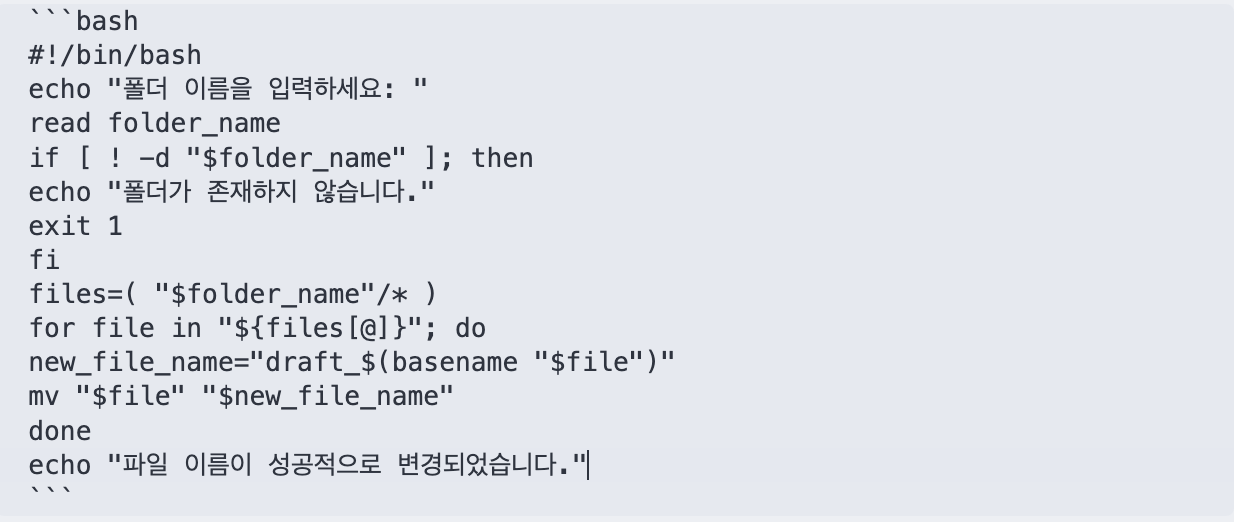 ```bash
#!/bin/bash
echo "폴더 이름을 입력하세요: "
read folder_name
if [ ! -d "$folder_name" ]; then
echo "폴더가 존재하지 않습니다."
exit 1
fi
files=( "$folder_name"/* )
for file in "${files[@]}"; do
new_file_name="draft_$(basename "$file")"
mv "$file" "$new_file_name"
done
echo "파일 이름이 성공적으로 변경되었습니다."
```